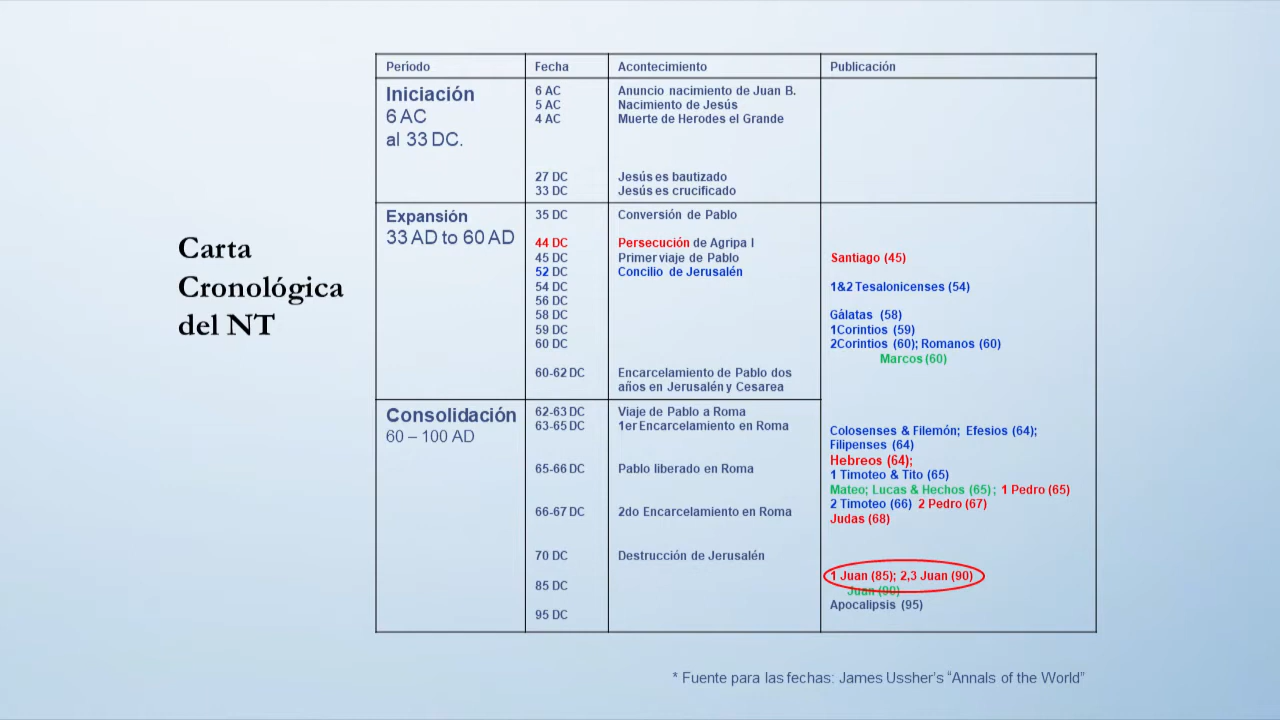 Carta
Cronológica
del NT
Periodo Fecha Acontecimiento Publicación
Iniciación 6 AC Anuncio nacimiento de Juan B.
6 AC 5 AC Nacimiento de Jesús
al 33 DC. 4 AC Muerte de Herodes el Grande
27 DC Jesús es bautizado
33 DC Jesús es crucificado
Expansión 35 DC Conversión de Pablo
33 AD to 60 AD 44 DC Persecución de Agripa I
45 DC Primer viaje de Pablo Santiago (45)
52 DC Concilio de Jerusalén
54 DC 1&2 Tesalonicenses (54)
56 DC
58 DC Gálatas (58)
59 DC 1Corintios (59)
60 DC 2Corintios (60); Romanos (60)
Marcos (60)
60-62 DC Encarcelamiento de Pablo dos
años en Jerusalén y Cesarea
Consolidación 62-63 DC Viaje de Pablo a Roma
60 – 100 AD 63-65 DC 1er Encarcelamiento en Roma Colosenses & Filemón; Efesios (64);
Filipenses (64)
Hebreos (64);
65-66 DC Pablo liberado en Roma 1 Timoteo & Tito (65)
Mateo; Lucas & Hechos (65); 1 Pedro (65)
66-67 DC 2do Encarcelamiento en Roma 2 Timoteo (66) 2 Pedro (67)
Judas (68)
70 DC Destrucción de Jerusalén
1 Juan (85); 2,3 Juan (90)
85 DC Juan (90)
Apocalipsis (95)
95 DC
* Fuente para las fechas: James Ussher's "Annals of the World"